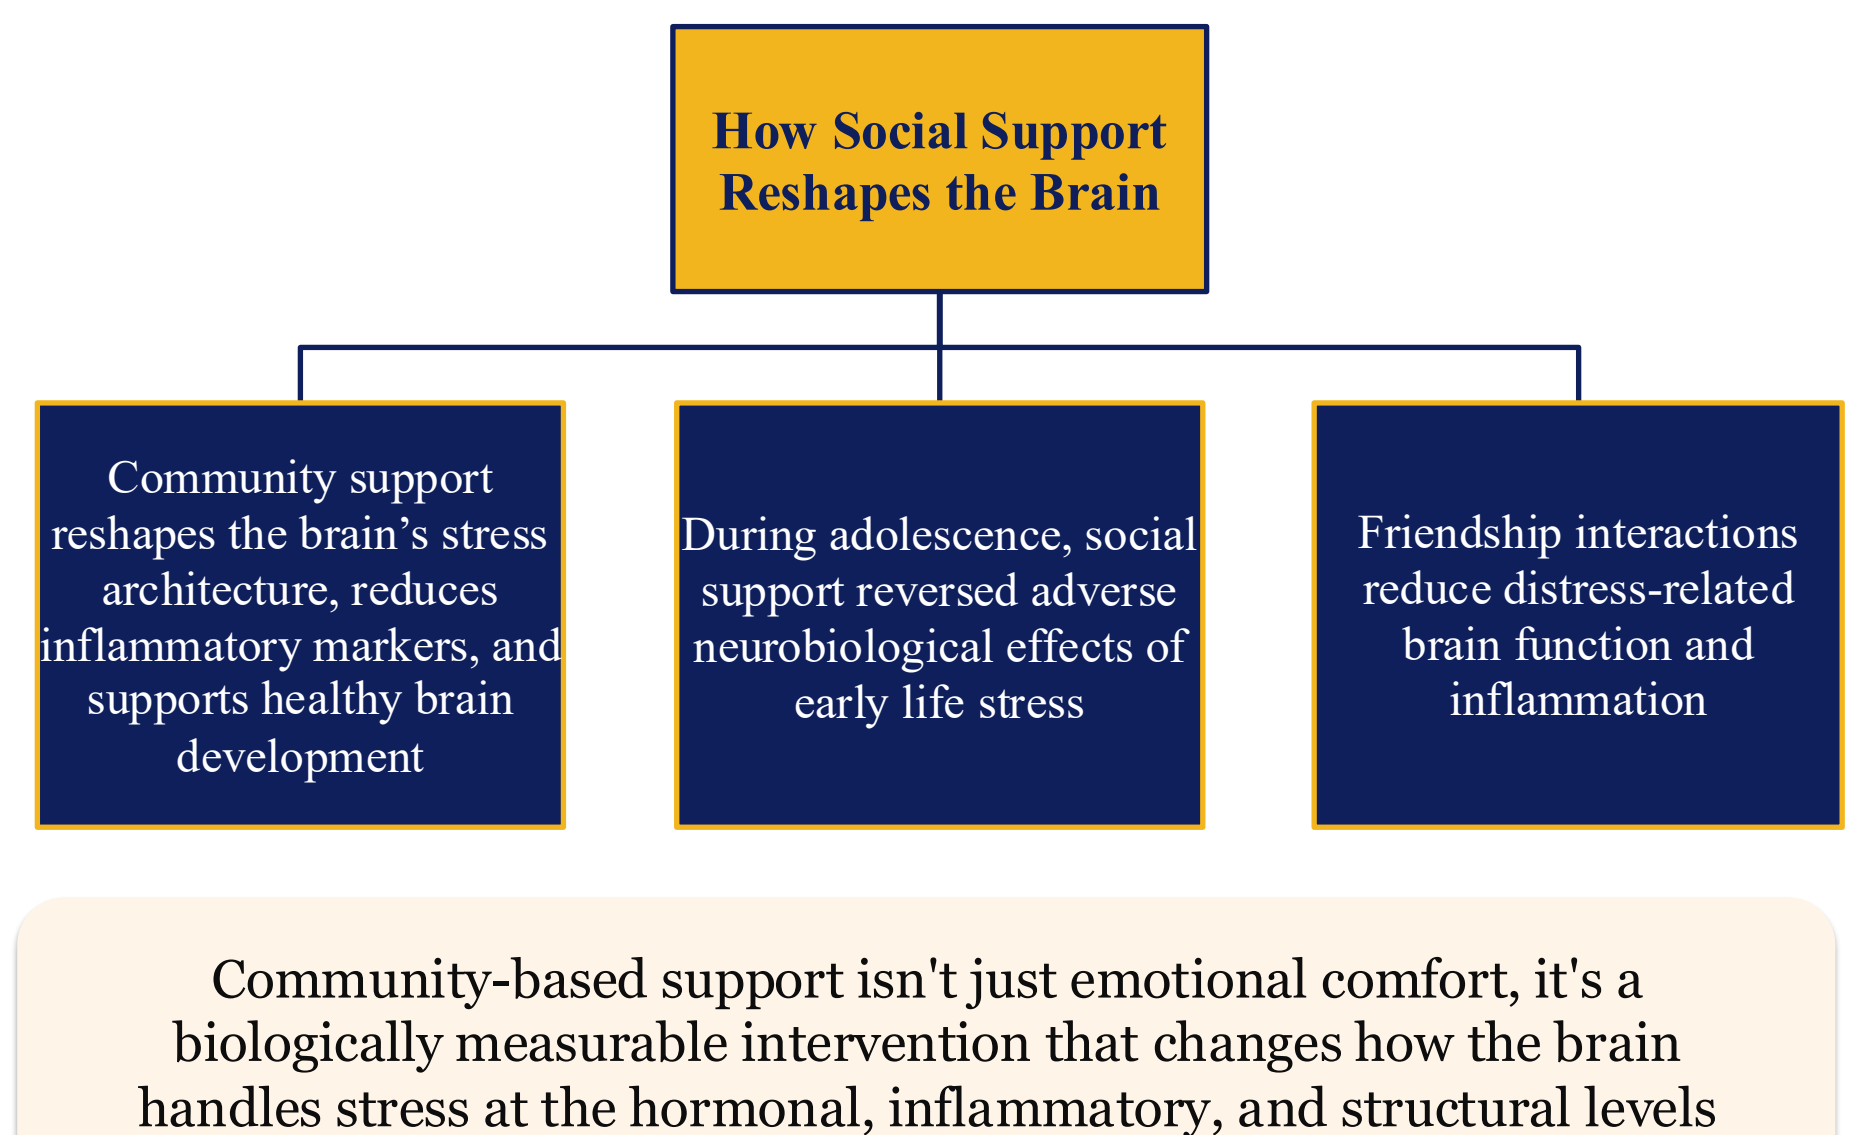 How Social Support
Reshapes the Brain
Community support
reshapes the brain’s stress
architecture, reduces
inflammatory markers, and
supports healthy brain
development
During adolescence, social
support reversed adverse
neurobiological effects of
early life stress
Friendship interactions
reduce distress-related
brain function and
inflammation
Community-based support isn't just emotional comfort, it's a
biologically measurable intervention that changes how the brain
handles stress at the hormonal, inflammatory, and structural levels